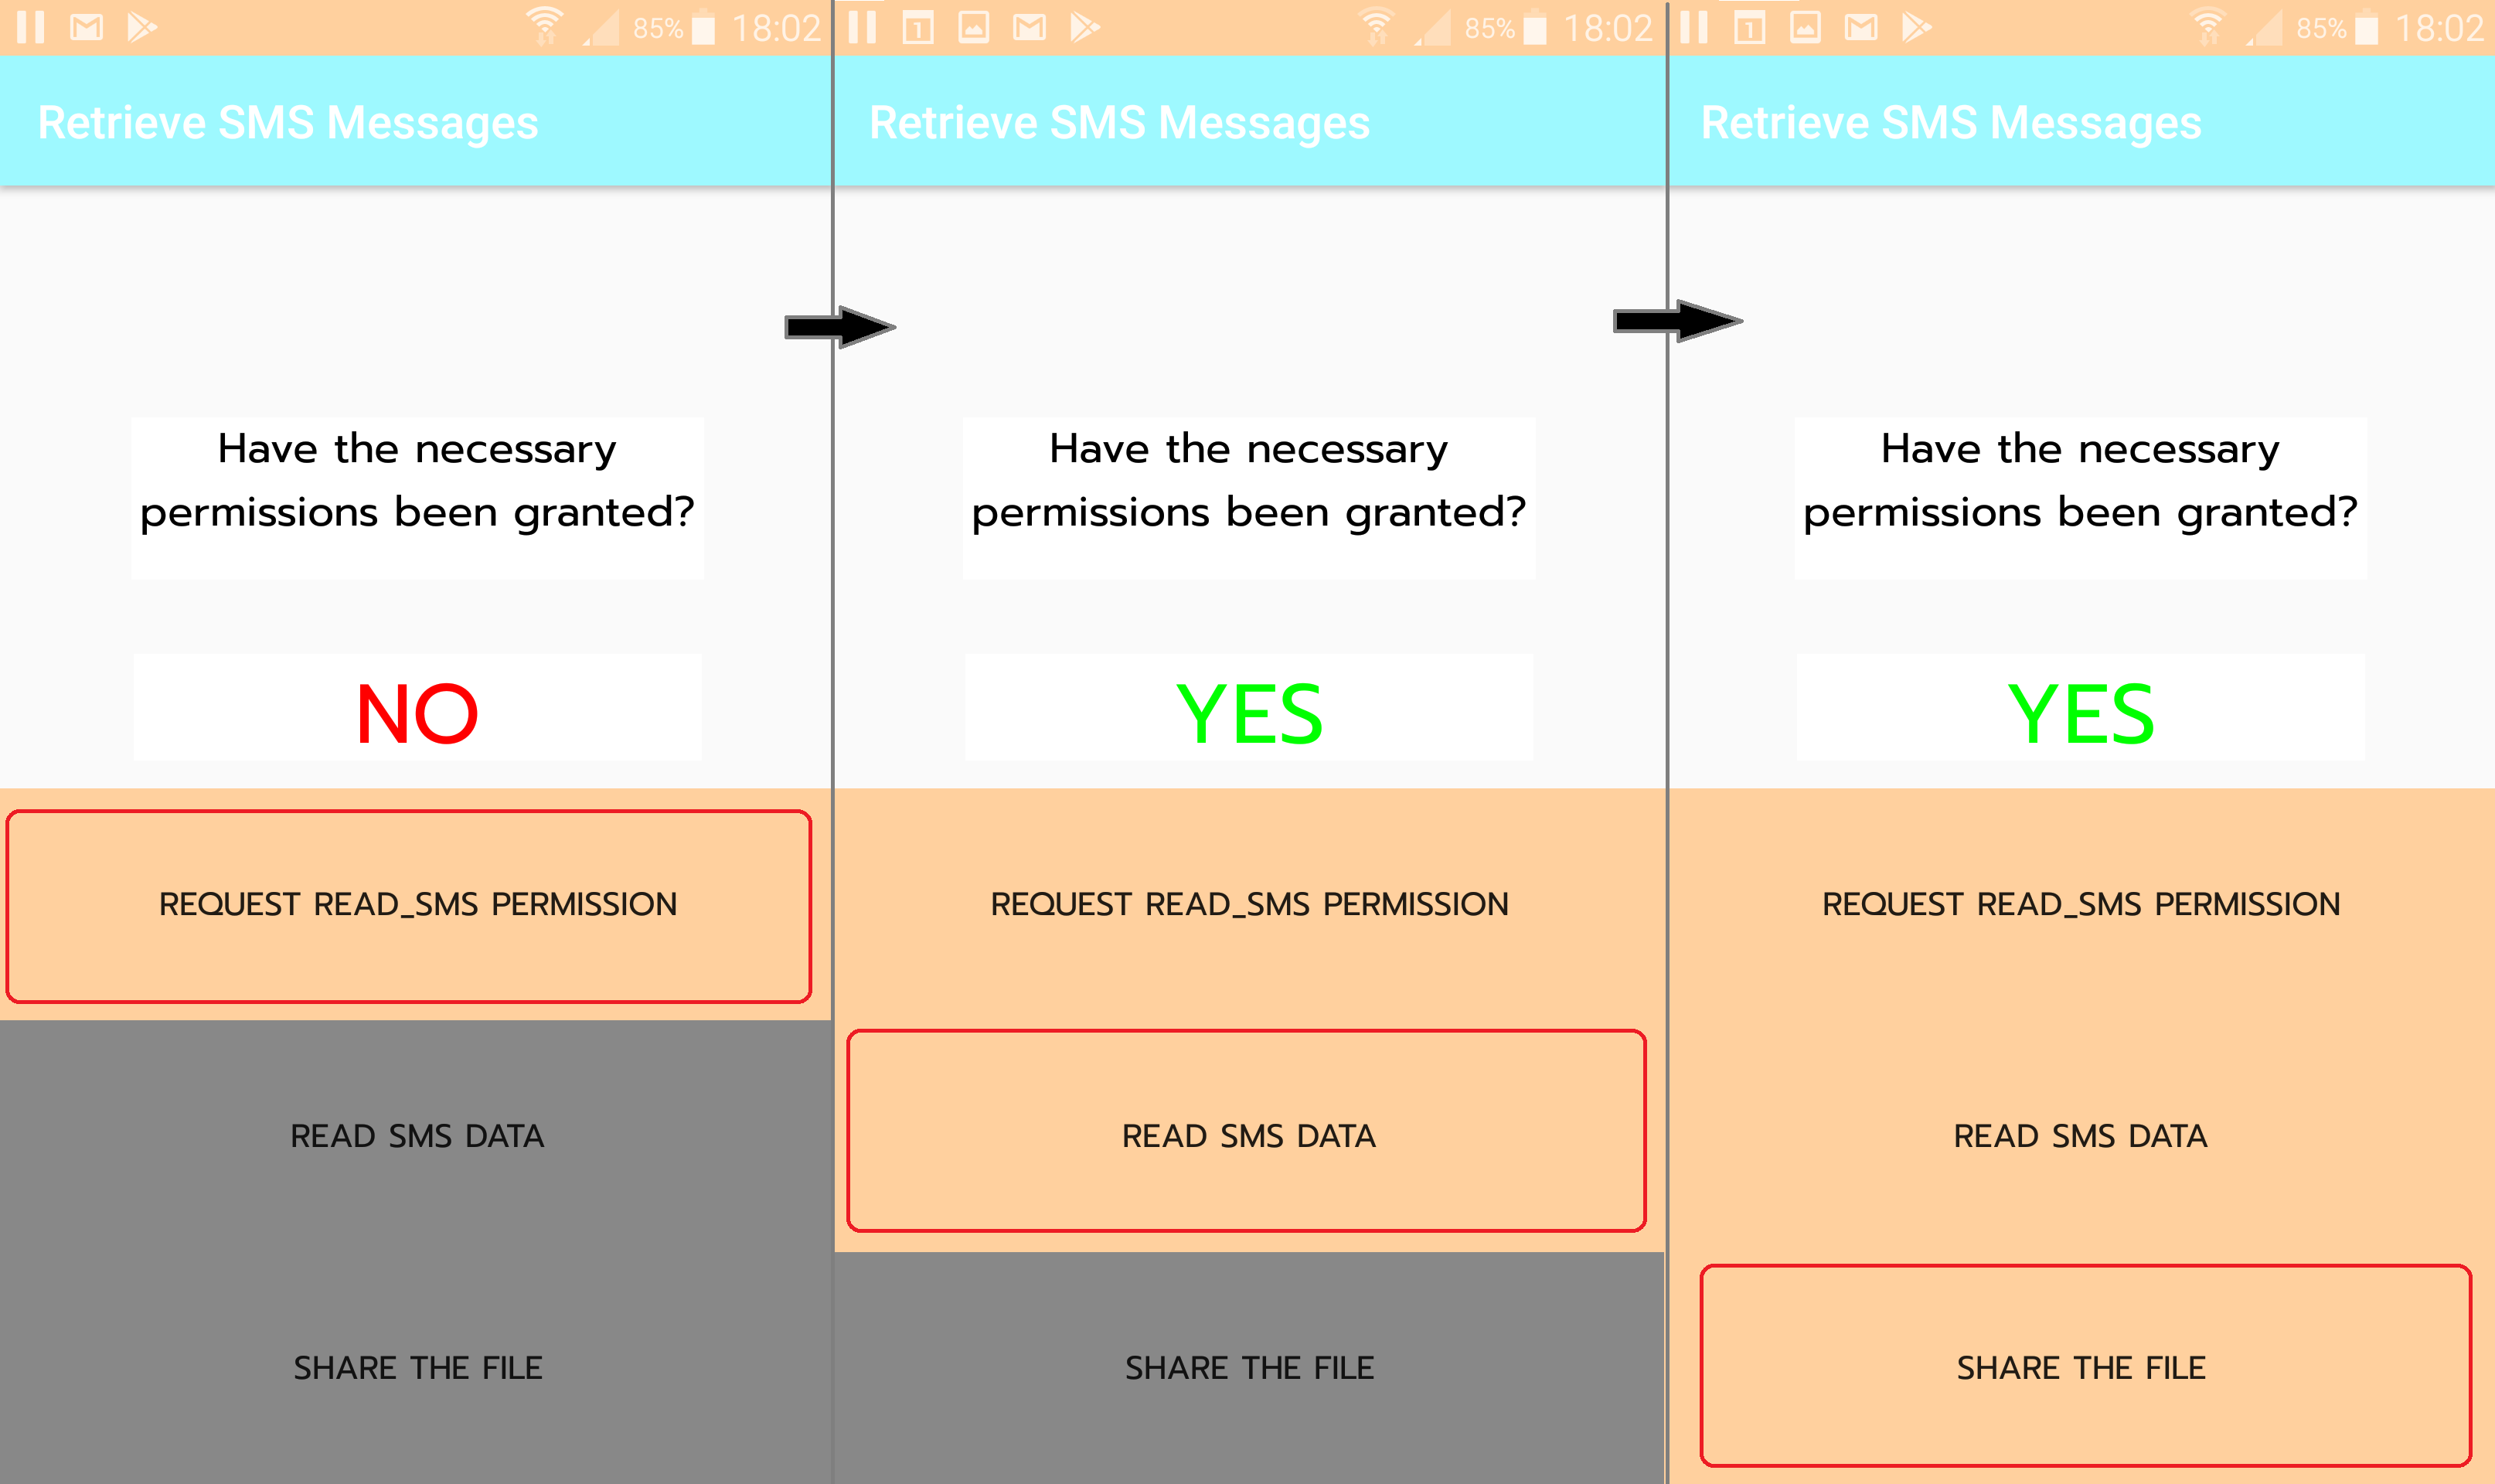 85% 18:02
Retrieve SMS Messages
Have the necessary
permissions been granted?
NO
REQUEST READ_SMS PERMISSION
READ SMS DATA
SHARE THE FILE
1 85% 18:02
Retrieve SMS Messages
Have the necessary
permissions been granted?
YES
REQUEST READ_SMS PERMISSION
READ SMS DATA
SHARE THE FILE
1 85% 18:02
Retrieve SMS Messages
Have the necessary
permissions been granted?
YES
REQUEST READ_SMS PERMISSION
READ SMS DATA
SHARE THE FILE